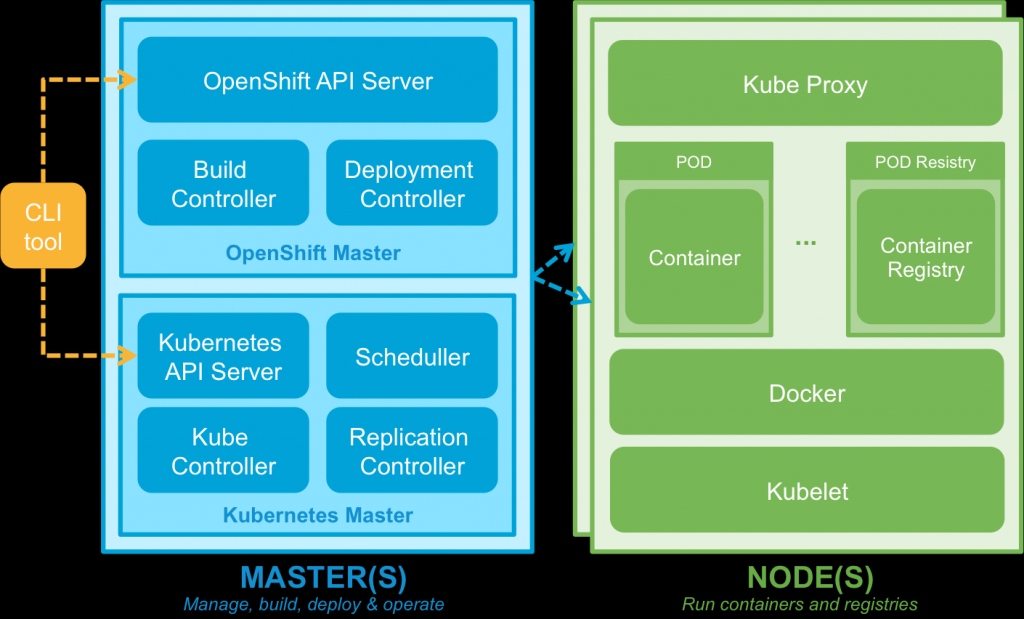 CLI
tool
OpenShift API Server
Build
Controller
Deployment
Controller
OpenShift Master
Kubernetes
API Server
Scheduller
Kube
Controller
Replication
Controller
Kubernetes Master
MASTER(S)
Manage, build, deploy & operate
Kube Proxy
POD
Container
...
POD Resistry
Container
Registry
Docker
Kubelet
NODE(S)
Run containers and registries